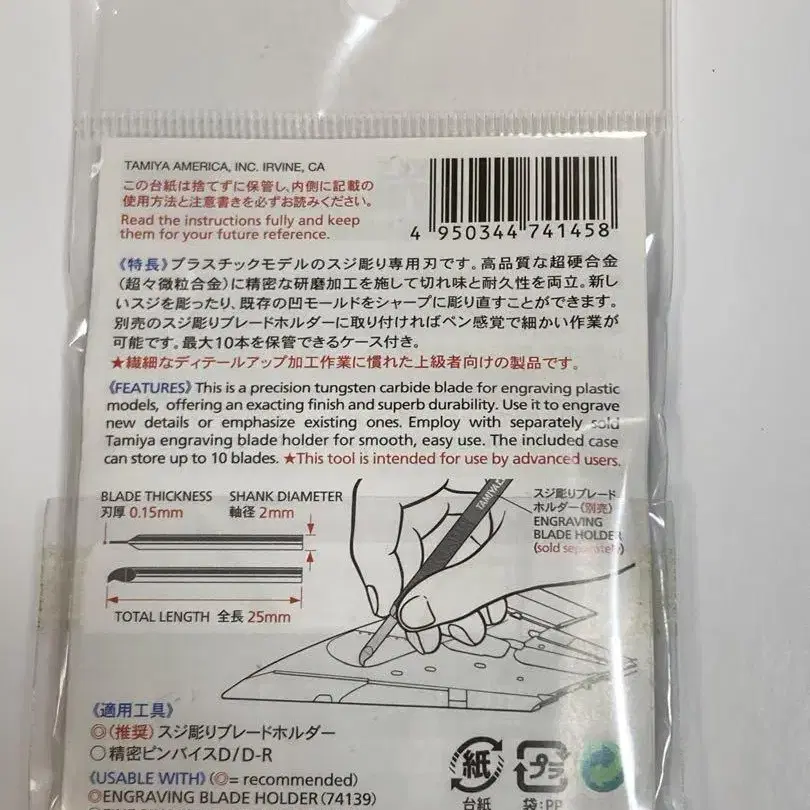 TAMIYA AMERICA, INC. IRVINE, CA
この台紙は捨てずに保管し、内側に記載の
使用方法と注意書きを必ずお読みください。
Read the instructions fully and keep
them for your future reference.
4 950344 741458
《特長》プラスチックモデルのスジ彫り専用刃です。高品質な超硬合金
(超々微粒合金)に精密な研磨加工を施して切れ味と耐久性を両立。新し
いスジを彫ったり、既存の凹モールドをシャープに彫り直すことができます。
別売のスジ彫りブレードホルダーに取り付ければペン感覚で細かい作業が
可能です。最大10本を保管できるケース付き。
★繊細なディテールアップ加工作業に慣れた上級者向けの製品です。
《FEATURES》This is a precision tungsten carbide blade for engraving plastic
models, offering an exacting finish and superb durability. Use it to engrave
new details or emphasize existing ones. Employ with separately sold
Tamiya engraving blade holder for smooth, easy use. The included case
can store up to 10 blades. ★This tool is intended for use by advanced users.
BLADE THICKNESS
刃厚 0.15mm
SHANK DIAMETER
軸径 2mm
TOTAL LENGTH 全長 25mm
TAMIYA
スジ彫りブレード
ホルダー(別売)
ENGRAVING
BLADE HOLDER
(sold separately)
《適用工具》
◎(推奨)スジ彫りブレードホルダー
○精密ピンバイスD/D-R
《USABLE WITH》(◎= recommended)
◎ENGRAVING BLADE HOLDER (74139)
紙
台紙
プラ
袋:PP